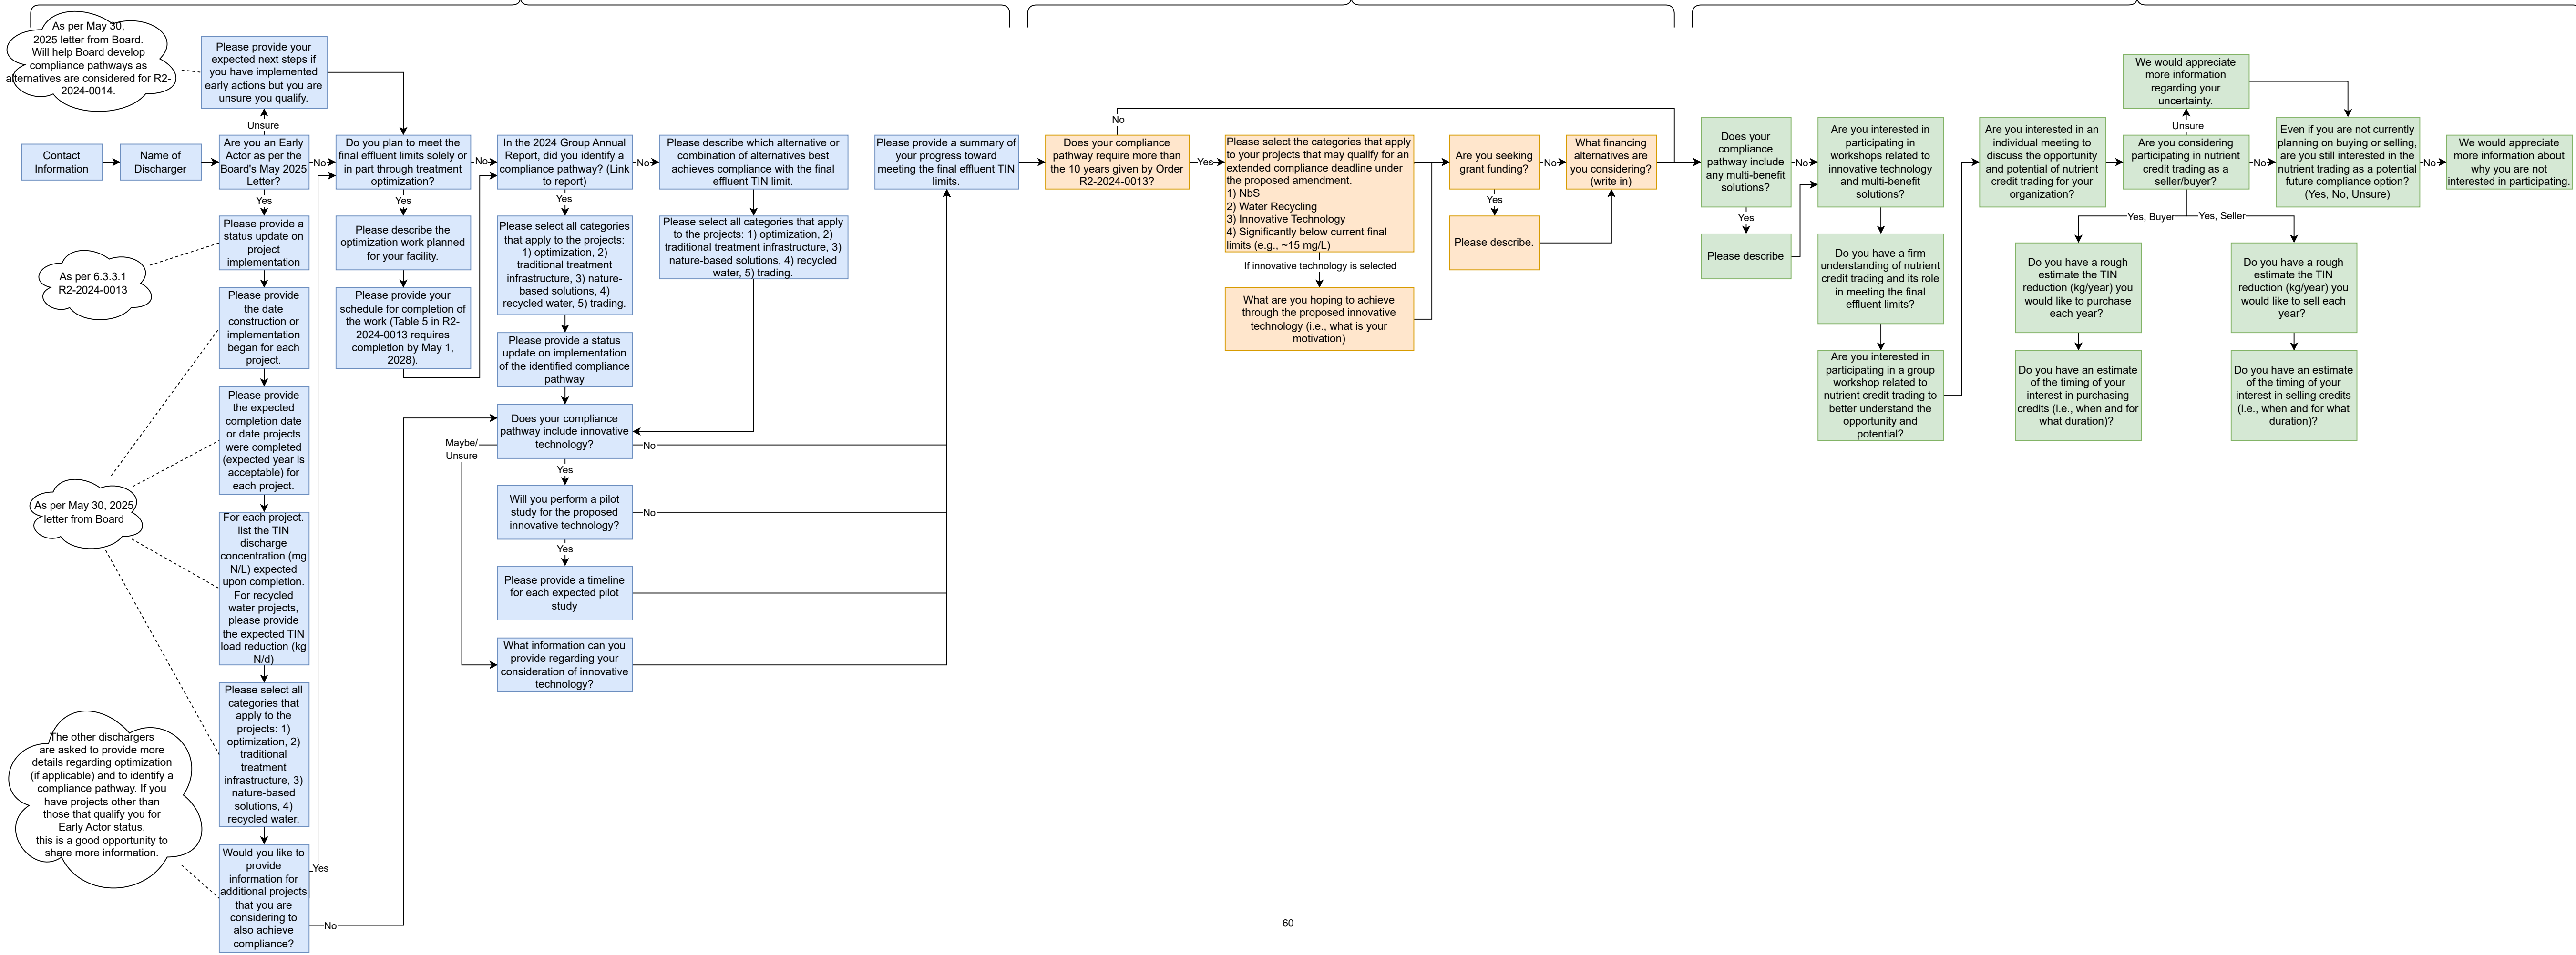 As per May 30,
2025 letter from Board.
Will help Board develop
compliance pathways as
alternatives are considered for R2-
2024-0014.
Please provide your
expected next steps if
you have implemented
early actions but you are
unsure you qualify.
Unsure
Contact
Information
Name of
Discharger
Are you an Early
Actor as per the
Board's May 2025
Letter?
No
Yes
Please provide a
status update on
project
implementation
As per 6.3.3.1
R2-2024-0013
Please provide
the date
construction or
implementation
began for each
project.
Please provide
the expected
completion date
or date projects
were completed
(expected year is
acceptable) for
each project.
As per May 30, 2025
letter from Board
For each project.
list the TIN
discharge
concentration (mg
N/L) expected
upon completion.
For recycled
water projects,
please provide
the expected TIN
load reduction (kg
N/d)
Please select all
categories that
apply to the
projects: 1)
optimization, 2)
traditional
treatment
infrastructure, 3)
nature-based
solutions, 4)
recycled water.
The other dischargers
are asked to provide more
details regarding optimization
(if applicable) and to identify a
compliance pathway. If you
have projects other than
those that qualify you for
Early Actor status,
this is a good opportunity to
share more information.
Would you like to
provide
information for
additional projects
that you are
considering to
also achieve
compliance?
Yes
No
Do you plan to meet the
final effluent limits solely or
in part through treatment
optimization?
No
Yes
Please describe the
optimization work planned
for your facility.
Please provide your
schedule for completion of
the work (Table 5 in R2-
2024-0013 requires
completion by May 1,
2028).
In the 2024 Group Annual
Report, did you identify a
compliance pathway? (Link
to report)
No
Yes
Please select all categories
that apply to the projects:
1) optimization, 2)
traditional treatment
infrastructure, 3) nature-
based solutions, 4)
recycled water, 5) trading.
Please provide a status
update on implementation
of the identified compliance
pathway
Does your compliance
pathway include innovative
technology?
Maybe/
Unsure
No
Yes
Will you perform a pilot
study for the proposed
innovative technology?
No
Yes
Please provide a timeline
for each expected pilot
study
What information can you
provide regarding your
consideration of innovative
technology?
Please describe which alternative or
combination of alternatives best
achieves compliance with the final
effluent TIN limit.
Please select all categories that apply
to the projects: 1) optimization, 2)
traditional treatment infrastructure, 3)
nature-based solutions, 4) recycled
water, 5) trading.
Please provide a summary of
your progress toward
meeting the final effluent TIN
limits.
No
Does your compliance
pathway require more than
the 10 years given by Order
R2-2024-0013?
Yes
Please select the categories that apply
to your projects that may qualify for an
extended compliance deadline under
the proposed amendment.
1) NbS
2) Water Recycling
3) Innovative Technology
4) Significantly below current final
limits (e.g., ~15 mg/L)
If innovative technology is selected
What are you hoping to achieve
through the proposed innovative
technology (i.e., what is your
motivation)
Are you seeking
grant funding?
No
Yes
Please describe.
What financing
alternatives are
you considering?
(write in)
Does your
compliance
pathway include
any multi-benefit
solutions?
No
Yes
Please describe
Are you interested in
participating in
workshops related to
innovative technology
and multi-benefit
solutions?
Do you have a firm
understanding of nutrient
credit trading and its role
in meeting the final
effluent limits?
Are you interested in
participating in a group
workshop related to
nutrient credit trading to
better understand the
opportunity and
potential?
Are you interested in an
individual meeting to
discuss the opportunity
and potential of nutrient
credit trading for your
organization?
We would appreciate
more information
regarding your
uncertainty.
Unsure
Are you considering
participating in nutrient
credit trading as a
seller/buyer?
No
Yes, Buyer
Yes, Seller
Do you have a rough
estimate the TIN
reduction (kg/year) you
would like to purchase
each year?
Do you have an estimate
of the timing of your
interest in purchasing
credits (i.e., when and for
what duration)?
Do you have a rough
estimate the TIN
reduction (kg/year) you
would like to sell each
year?
Do you have an estimate
of the timing of your
interest in selling credits
(i.e., when and for what
duration)?
Even if you are not currently
planning on buying or selling,
are you still interested in the
nutrient trading as a potential
future compliance option?
(Yes, No, Unsure)
No
We would appreciate
more information about
why you are not
interested in participating.
60